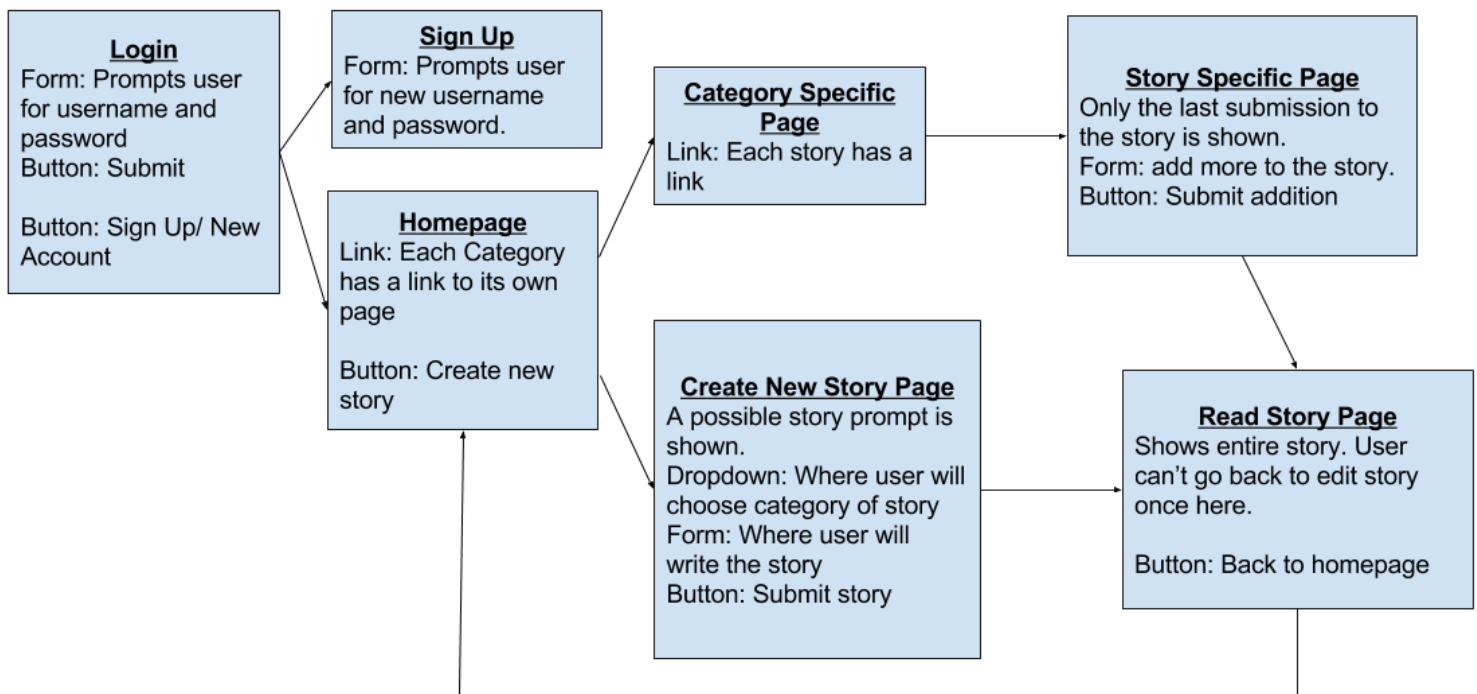 Login
Form: Prompts user
for username and
password
Button: Submit
Button: Sign Up/ New
Account
Sign Up
Form: Prompts user
for new username
and password.
Homepage
Link: Each Category
has a link to its own
page
Button: Create new
story
Category Specific
Page
Link: Each story has a
link
Create New Story Page
A possible story prompt is
shown.
Dropdown: Where user will
choose category of story
Form: Where user will
write the story
Button: Submit story
Story Specific Page
Only the last submission to
the story is shown.
Form: add more to the story.
Button: Submit addition
Read Story Page
Shows entire story. User
can’t go back to edit story
once here.
Button: Back to homepage